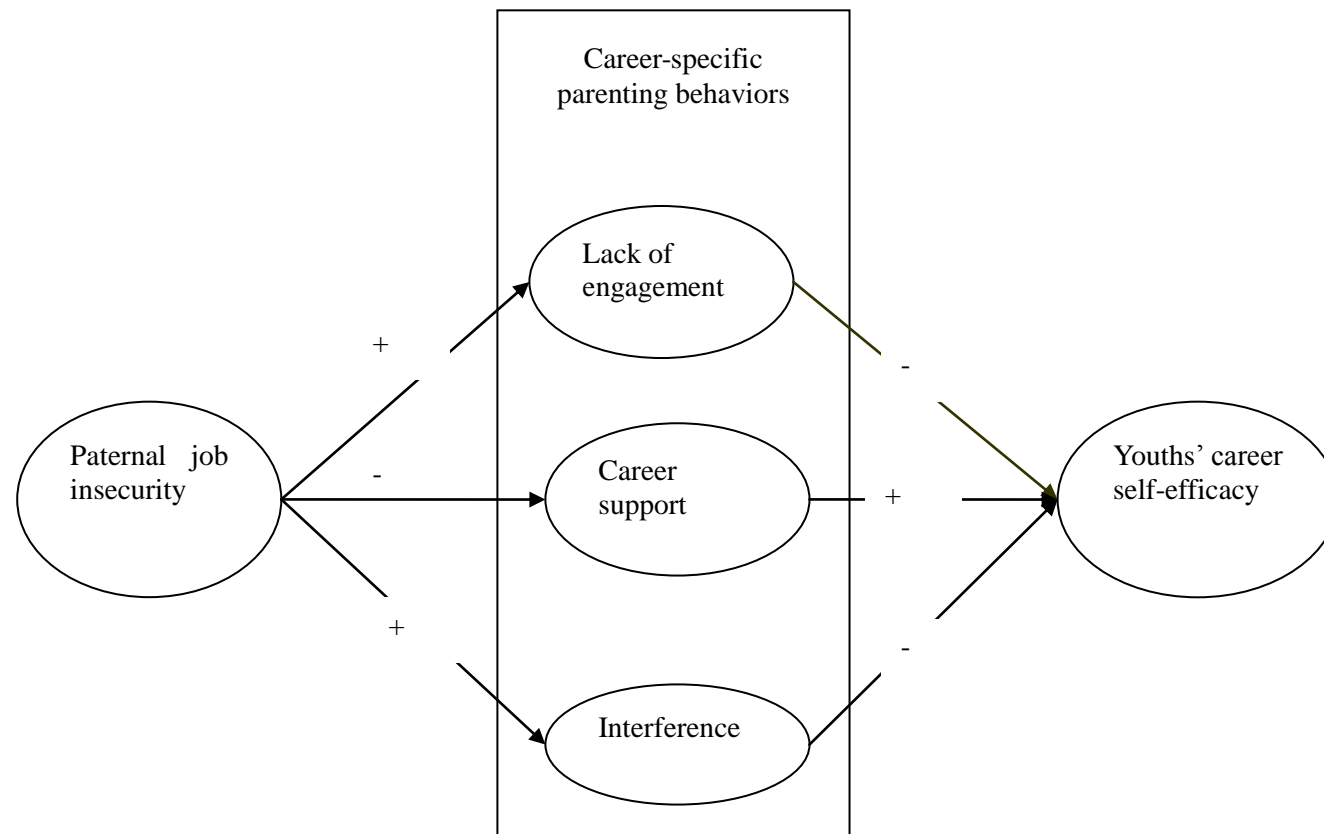 Career-specific
parenting behaviors
Lack of
engagement
+
-
Paternal job
insecurity
-
Career
support
+
Youths’ career
self-efficacy
+
-
Interference